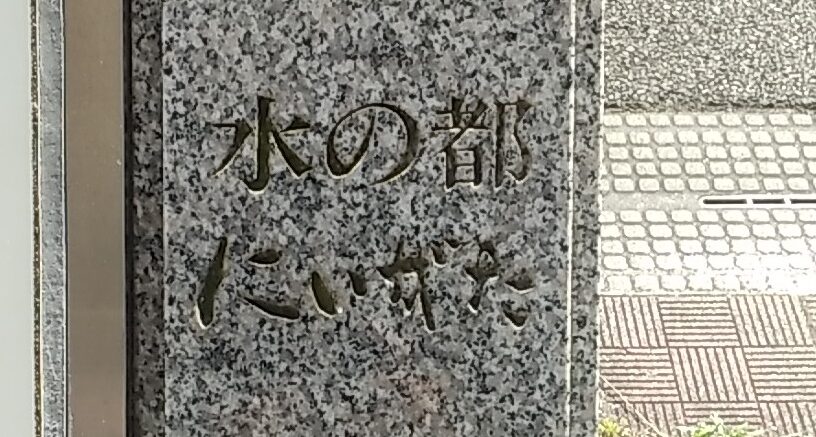 水の都
にいがた